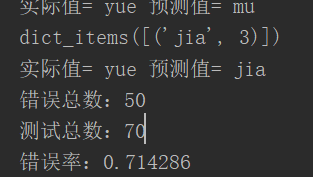 实际值= yue 预测值= mu
dict_items([('jia', 3)])
实际值= yue 预测值= jia
错误总数：50
测试总数：70
错误率：0.714286